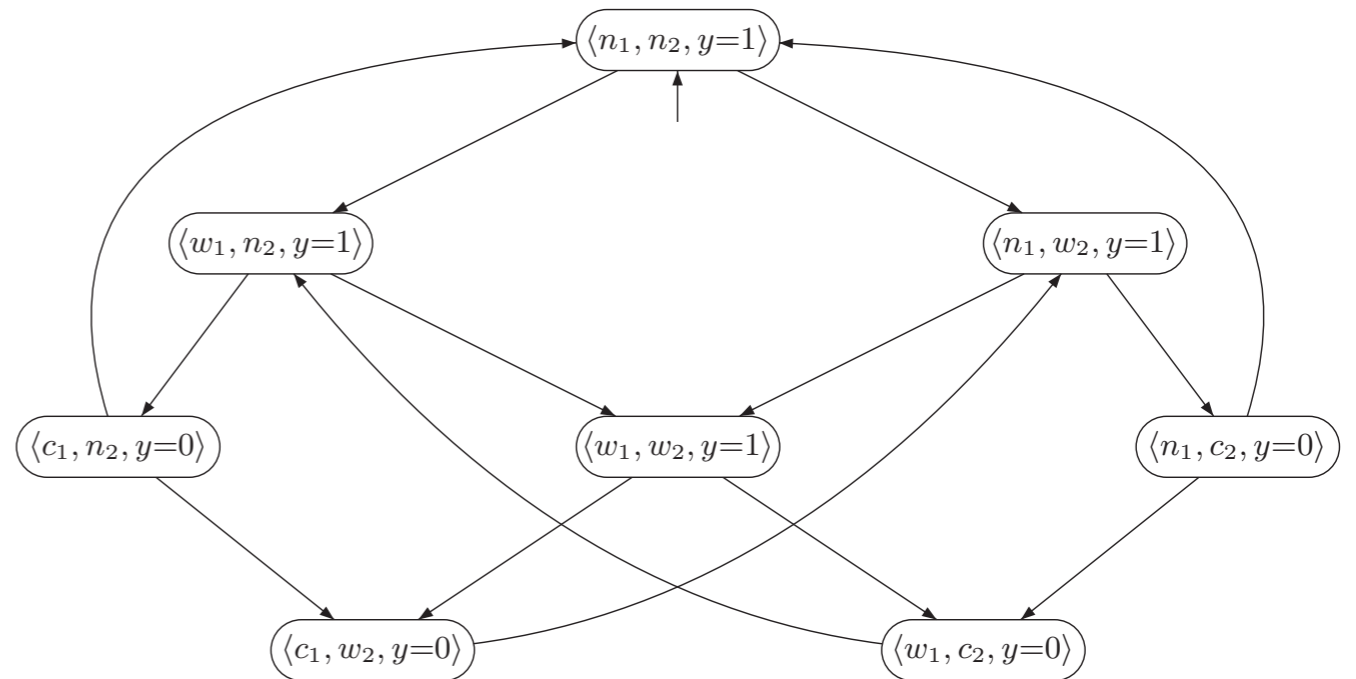 ⟨n₁, n₂, y=1⟩
⟨w₁, n₂, y=1⟩ ⟨n₁, w₂, y=1⟩
⟨c₁, n₂, y=0⟩ ⟨w₁, w₂, y=1⟩ ⟨n₁, c₂, y=0⟩
⟨c₁, w₂, y=0⟩ ⟨w₁, c₂, y=0⟩